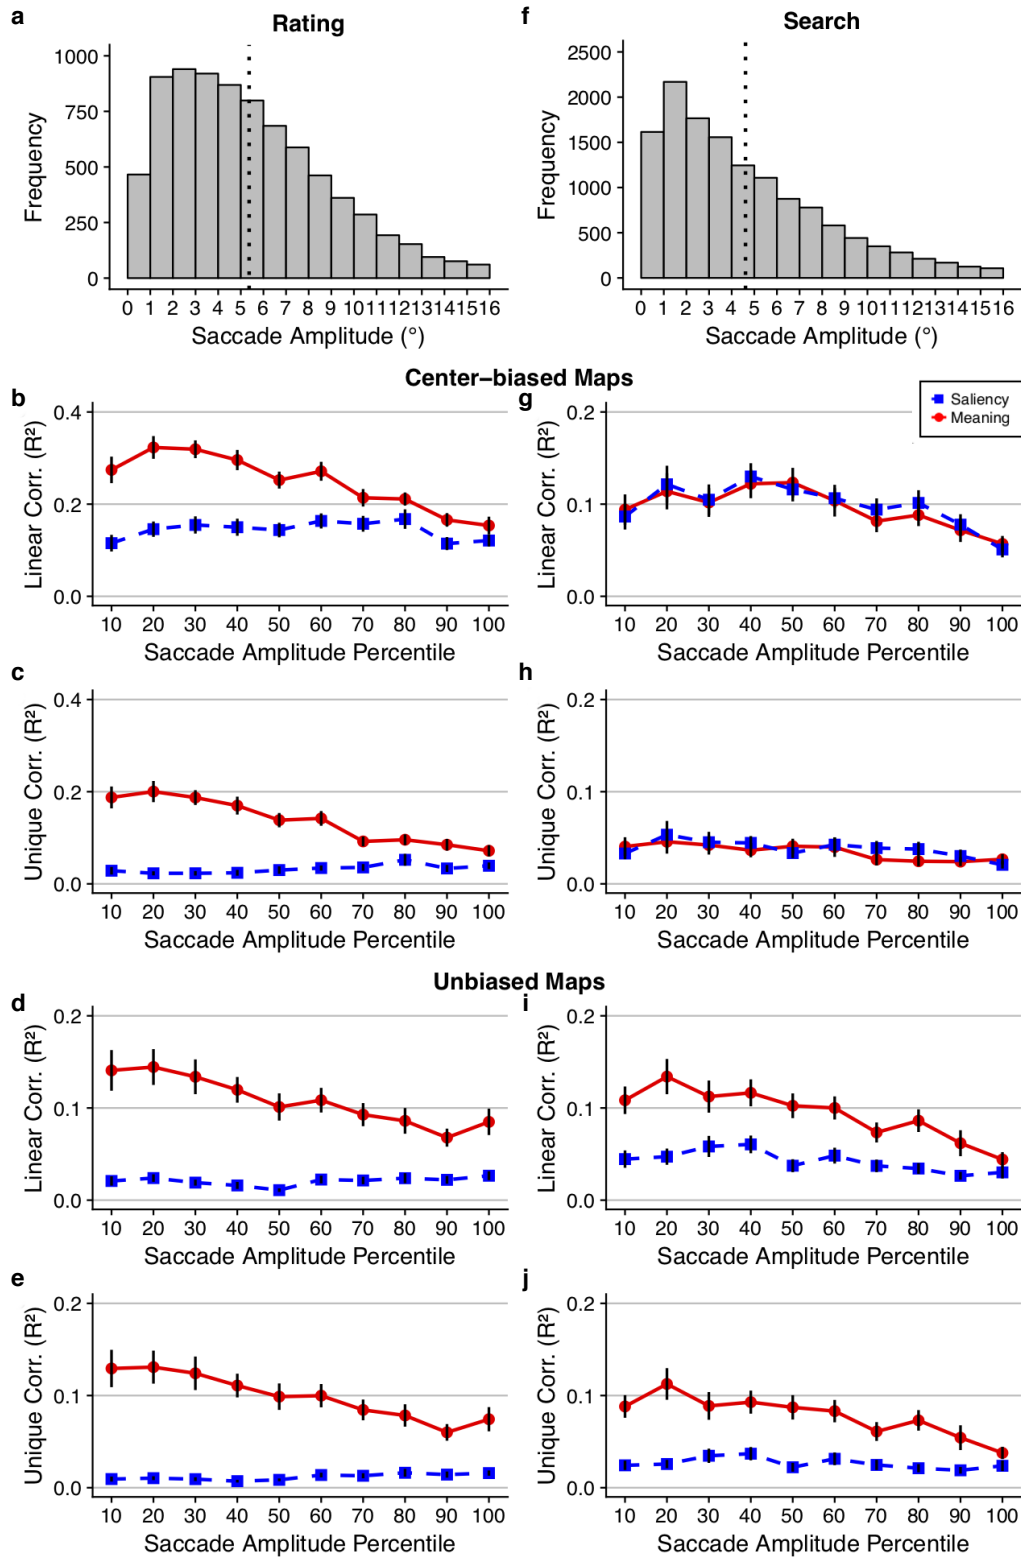 a
Rating
1000
750
500
250
0
Frequency
0 1 2 3 4 5 6 7 8 9 10 11 12 13 14 15 16
Saccade Amplitude (°)
f
Search
2500
2000
1500
1000
500
0
Frequency
0 1 2 3 4 5 6 7 8 9 10 11 12 13 14 15 16
Saccade Amplitude (°)
Center–biased Maps
Saliency
Meaning
b
0.4
0.2
0.0
Linear Corr. (R²)
10 20 30 40 50 60 70 80 90 100
Saccade Amplitude Percentile
g
0.2
0.1
0.0
Linear Corr. (R²)
10 20 30 40 50 60 70 80 90 100
Saccade Amplitude Percentile
c
0.4
0.2
0.0
Unique Corr. (R²)
10 20 30 40 50 60 70 80 90 100
Saccade Amplitude Percentile
h
0.2
0.1
0.0
Unique Corr. (R²)
10 20 30 40 50 60 70 80 90 100
Saccade Amplitude Percentile
Unbiased Maps
d
0.2
0.1
0.0
Linear Corr. (R²)
10 20 30 40 50 60 70 80 90 100
Saccade Amplitude Percentile
i
0.2
0.1
0.0
Linear Corr. (R²)
10 20 30 40 50 60 70 80 90 100
Saccade Amplitude Percentile
e
0.2
0.1
0.0
Unique Corr. (R²)
10 20 30 40 50 60 70 80 90 100
Saccade Amplitude Percentile
j
0.2
0.1
0.0
Unique Corr. (R²)
10 20 30 40 50 60 70 80 90 100
Saccade Amplitude Percentile